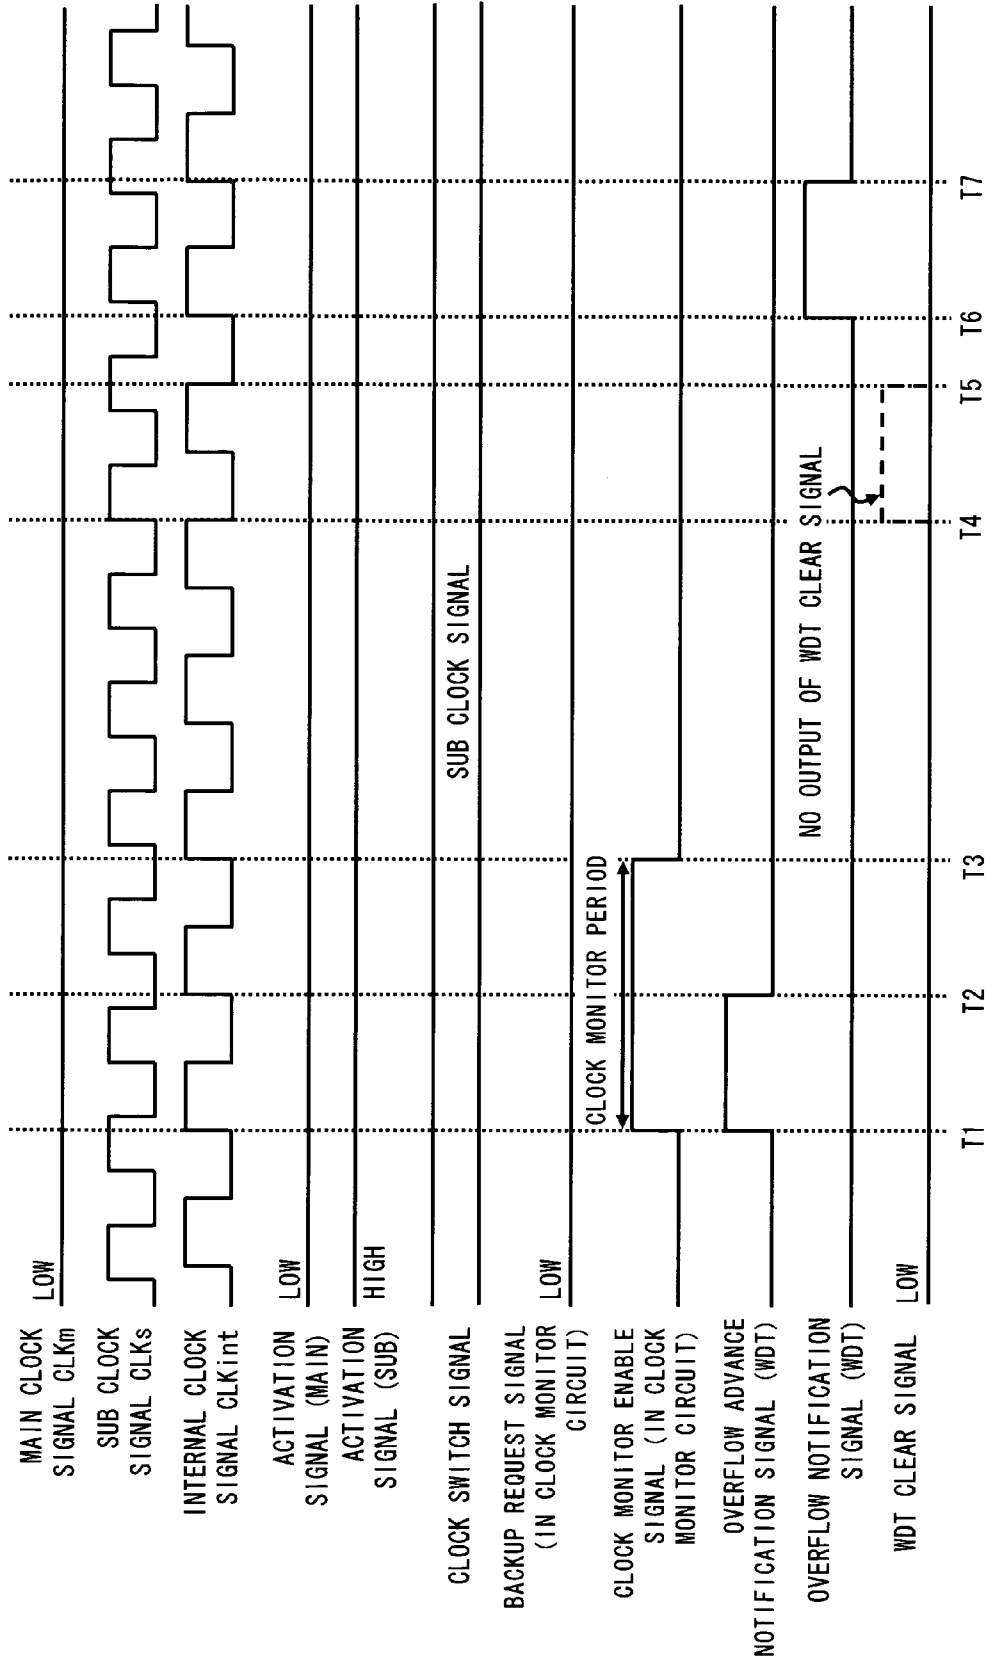 MAIN CLOCK
SIGNAL CLKm
LOW
SUB CLOCK
SIGNAL CLKs
INTERNAL CLOCK
SIGNAL CLKint
ACTIVATION
SIGNAL (MAIN)
LOW
ACTIVATION
SIGNAL (SUB)
HIGH
CLOCK SWITCH SIGNAL
SUB CLOCK SIGNAL
BACKUP REQUEST SIGNAL
(IN CLOCK MONITOR
CIRCUIT)
LOW
CLOCK MONITOR ENABLE
SIGNAL (IN CLOCK
MONITOR CIRCUIT)
CLOCK MONITOR PERIOD
OVERFLOW ADVANCE
NOTIFICATION SIGNAL (WDT)
OVERFLOW NOTIFICATION
SIGNAL (WDT)
NO OUTPUT OF WDT CLEAR SIGNAL
WDT CLEAR SIGNAL
LOW
T1
T2
T3
T4
T5
T6
T7